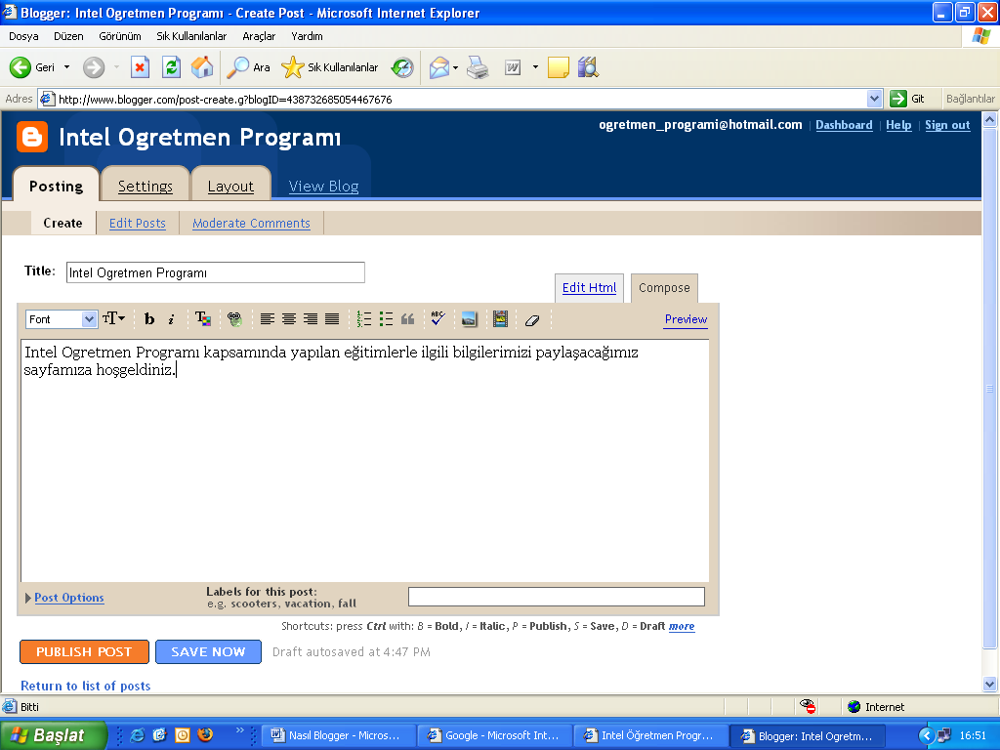 Blogger: Intel Ogretmen Programı - Create Post - Microsoft Internet Explorer
Dosya Düzen Görünüm Sık Kullanılanlar Araçlar Yardım
Geri Ara Sık Kullanılanlar
Adres http://www.blogger.com/post-create.g?blogID=438732685054467676 Git Bağlantılar
Intel Ogretmen Programı
ogretmen_programi@hotmail.com | Dashboard | Help | Sign out
Posting Settings Layout View Blog
Create Edit Posts Moderate Comments
Title: Intel Ogretmen Programı
Edit Html Compose
Font Preview
Intel Ogretmen Programı kapsamında yapılan eğitimlerle ilgili bilgilerimizi paylaşacağımız
sayfamıza hoşgeldiniz.
Post Options
Labels for this post:
e.g. scooters, vacation, fall
Shortcuts: press Ctrl with: B = Bold, I = Italic, P = Publish, S = Save, D = Draft more
PUBLISH POST SAVE NOW Draft autosaved at 4:47 PM
Return to list of posts
Bitti Internet
Başlat Nasıl Blogger - Micros... Google - Microsoft Int... Intel Öğretmen Progr... Blogger: Intel Ogretm... 16:51